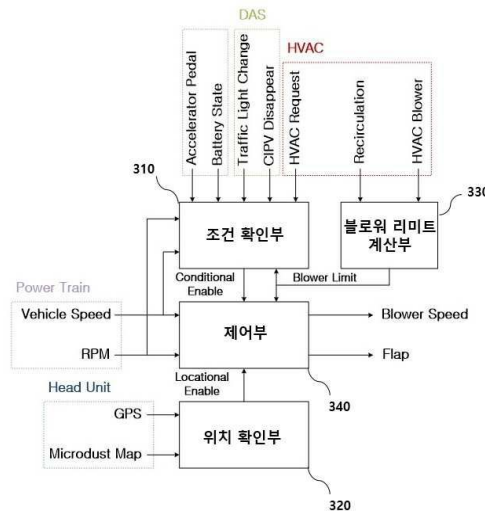 DAS
HVAC
Accelerator Pedal
Battery State
Traffic Light Change
CIPV Disappear
HVAC Request
Recirculation
HVAC Blower
310
330
조건 확인부
블로워 리미트
계산부
Conditional
Enable
Blower Limit
Power Train
Vehicle Speed
RPM
제어부
Blower Speed
Flap
340
Locational
Enable
Head Unit
GPS
Microdust Map
위치 확인부
320